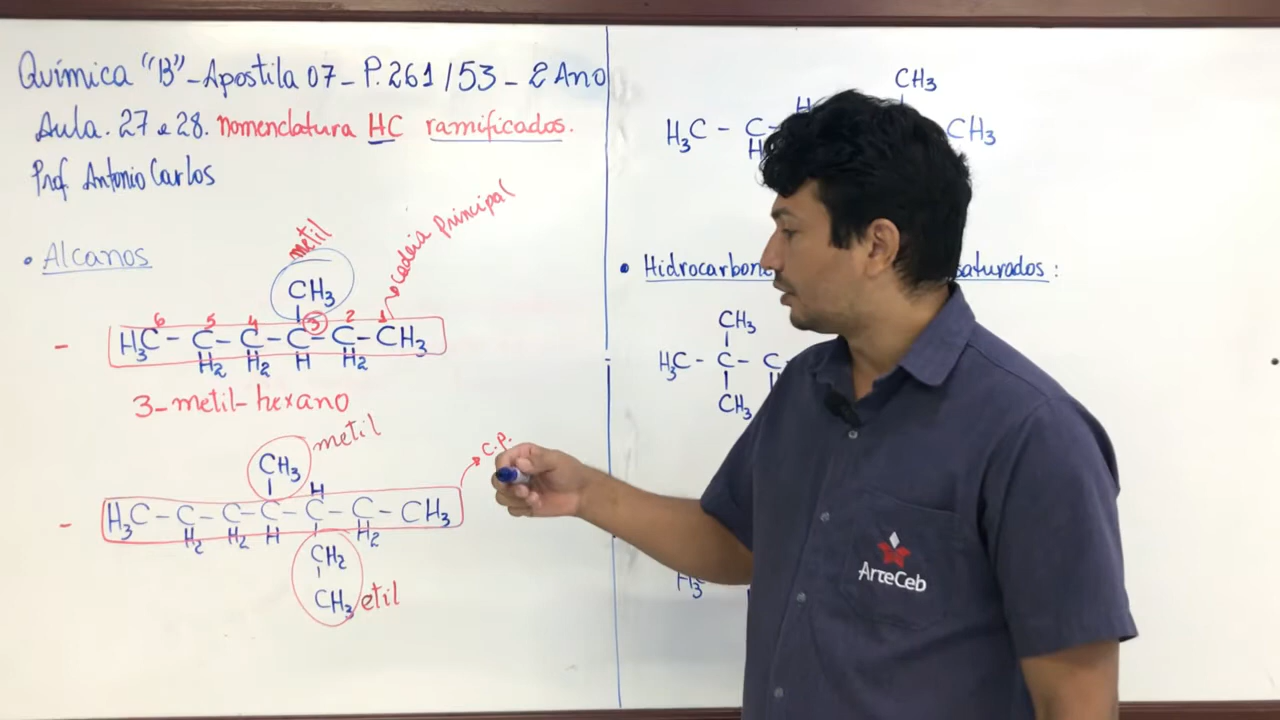 Química "B" - Apostila 07 - P. 261/53 - 2 Ano
Aula. 27 e 28. nomenclatura HC ramificados.
Prof Antonio Carlos
• Alcanos
metil
cadeia principal
CH3
6 5 4 3 2 1
- H3C - C - C - C - C - CH3
H2 H2 H H2
3-metil-hexano
metil
C.P.
CH3
H
- H3C - C - C - C - C - C - CH3
H2 H2 H H2
CH2
CH3 etil
CH3
H
H3C - C - CH3
H
• Hidrocarbone saturados:
CH3
H3C - C - C
CH3
H3
ArteCeb